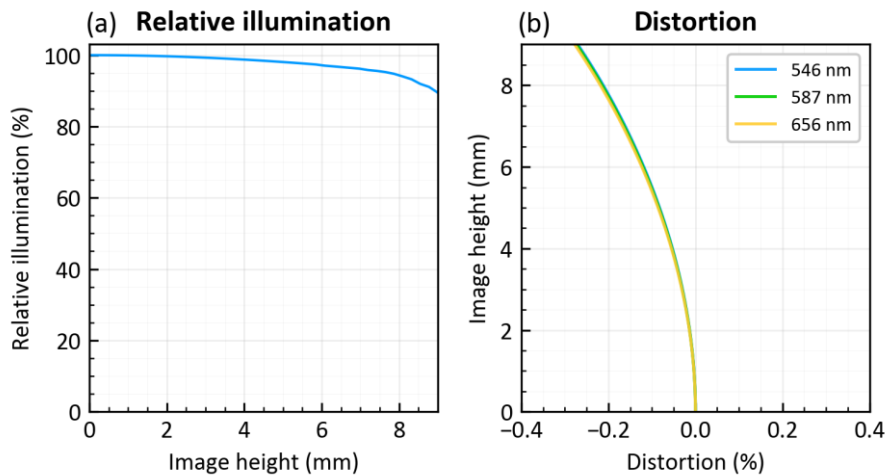 (a) Relative illumination
Relative illumination (%)
100
80
60
40
20
0
0 2 4 6 8
Image height (mm)
(b) Distortion
Image height (mm)
8
6
4
2
0
546 nm
587 nm
656 nm
−0.4 −0.2 0.0 0.2 0.4
Distortion (%)